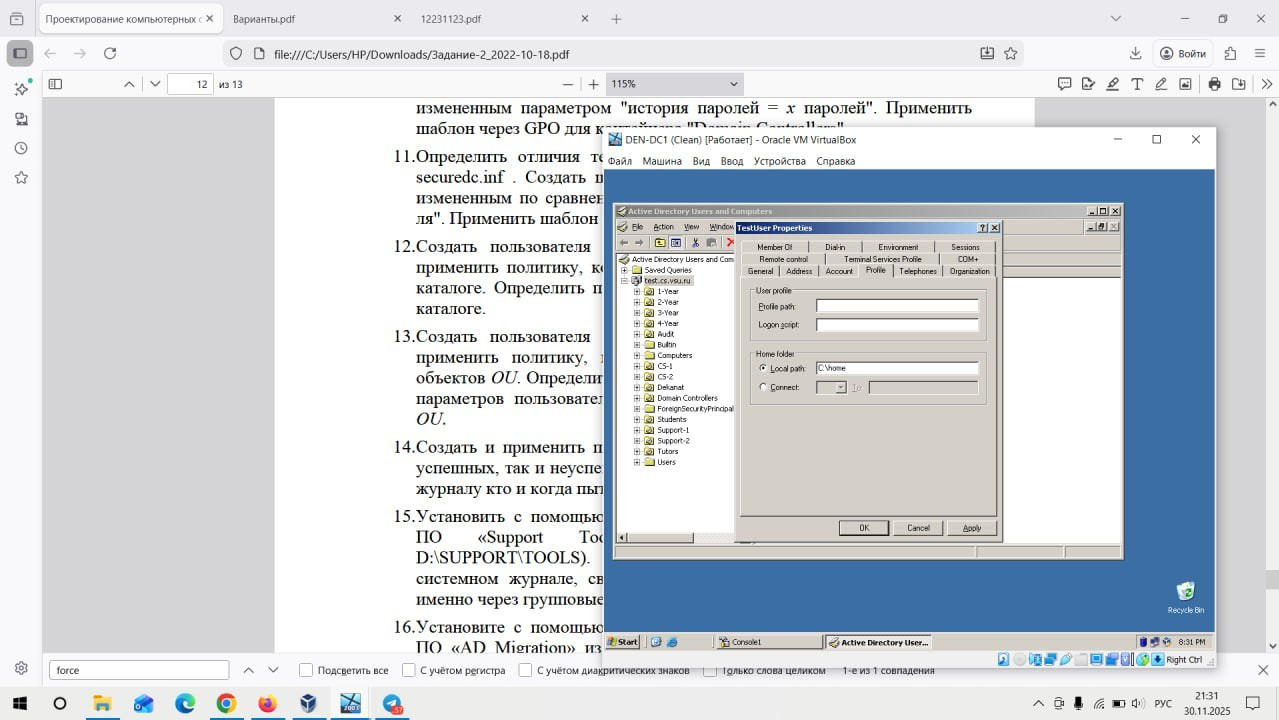 Проектирование компьютерных с
Варианты.pdf
12231123.pdf
file:///C:/Users/HP/Downloads/Задание-2_2022-10-18.pdf
Войти
12 из 13
115%
измененным параметром "история паролей = x паролей". Применить
шаблон через GPO для контейнера "Domain Controllers"
11.Определить отличия те
securedc.inf . Создать ш
измененным по сравнен
ля". Применить шаблон
12.Создать пользователя
применить политику, к
каталоге. Определить п
каталоге.
13.Создать пользователя
применить политику,
объектов OU. Определит
параметров пользовател
OU.
14.Создать и применить п
успешных, так и неуспе
журналу кто и когда пыт
15.Установить с помощью
ПО «Support Too
D:\SUPPORT\TOOLS).
системном журнале, св
именно через групповые
16.Установите с помощью
ПО «AD Migration» из
DEN-DC1 (Clean) [Работает] - Oracle VM VirtualBox
Файл Машина Вид Ввод Устройства Справка
Active Directory Users and Computers
File Action View Window
Active Directory Users and Com
Saved Queries
test.cs.vsu.ru
1-Year
2-Year
3-Year
4-Year
Audit
Builtin
Computers
CS-1
CS-2
Dekanat
Domain Controllers
ForeignSecurityPrincipal
Students
Support-1
Support-2
Tutors
Users
TestUser Properties
Member Of Dial-in Environment Sessions
Remote control Terminal Services Profile COM+
General Address Account Profile Telephones Organization
User profile
Profile path:
Logon script:
Home folder
Local path: C:\home
Connect: To
OK Cancel Apply
Recycle Bin
Start
Console1
Active Directory User...
8:31 PM
Right Ctrl
force
Подсветить все
С учётом регистра
С учётом диакритических знаков
Только слова целиком
1-е из 1 совпадения
57
РУС
21:31
30.11.2025